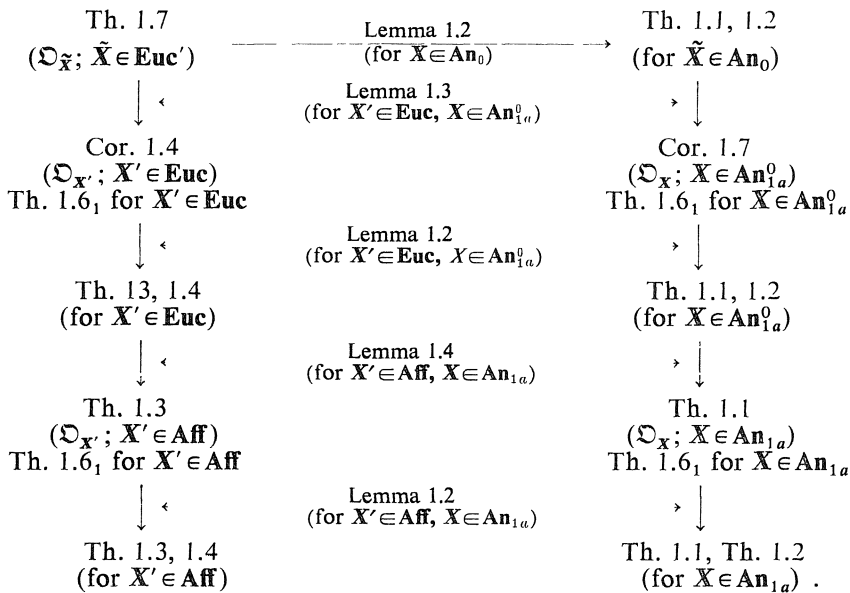 Th. 1.7
(𝔒_X̃; X̃ ∈ Euc′)
Lemma 1.2
(for X ∈ An₀)
Th. 1.1, 1.2
(for X̃ ∈ An₀)
Lemma 1.3
(for X′ ∈ Euc, X ∈ An⁰₁ₐ)
Cor. 1.4
(𝔒_X′; X′ ∈ Euc)
Th. 1.6₁ for X′ ∈ Euc
Cor. 1.7
(𝔒_X; X ∈ An⁰₁ₐ)
Th. 1.6₁ for X ∈ An⁰₁ₐ
Lemma 1.2
(for X′ ∈ Euc, X ∈ An⁰₁ₐ)
Th. 13, 1.4
(for X′ ∈ Euc)
Th. 1.1, 1.2
(for X ∈ An⁰₁ₐ)
Lemma 1.4
(for X′ ∈ Aff, X ∈ An₁ₐ)
Th. 1.3
(𝔒_X′; X′ ∈ Aff)
Th. 1.6₁ for X′ ∈ Aff
Th. 1.1
(𝔒_X; X ∈ An₁ₐ)
Th. 1.6₁ for X ∈ An₁ₐ
Lemma 1.2
(for X′ ∈ Aff, X ∈ An₁ₐ)
Th. 1.3, 1.4
(for X′ ∈ Aff)
Th. 1.1, Th. 1.2
(for X ∈ An₁ₐ) .